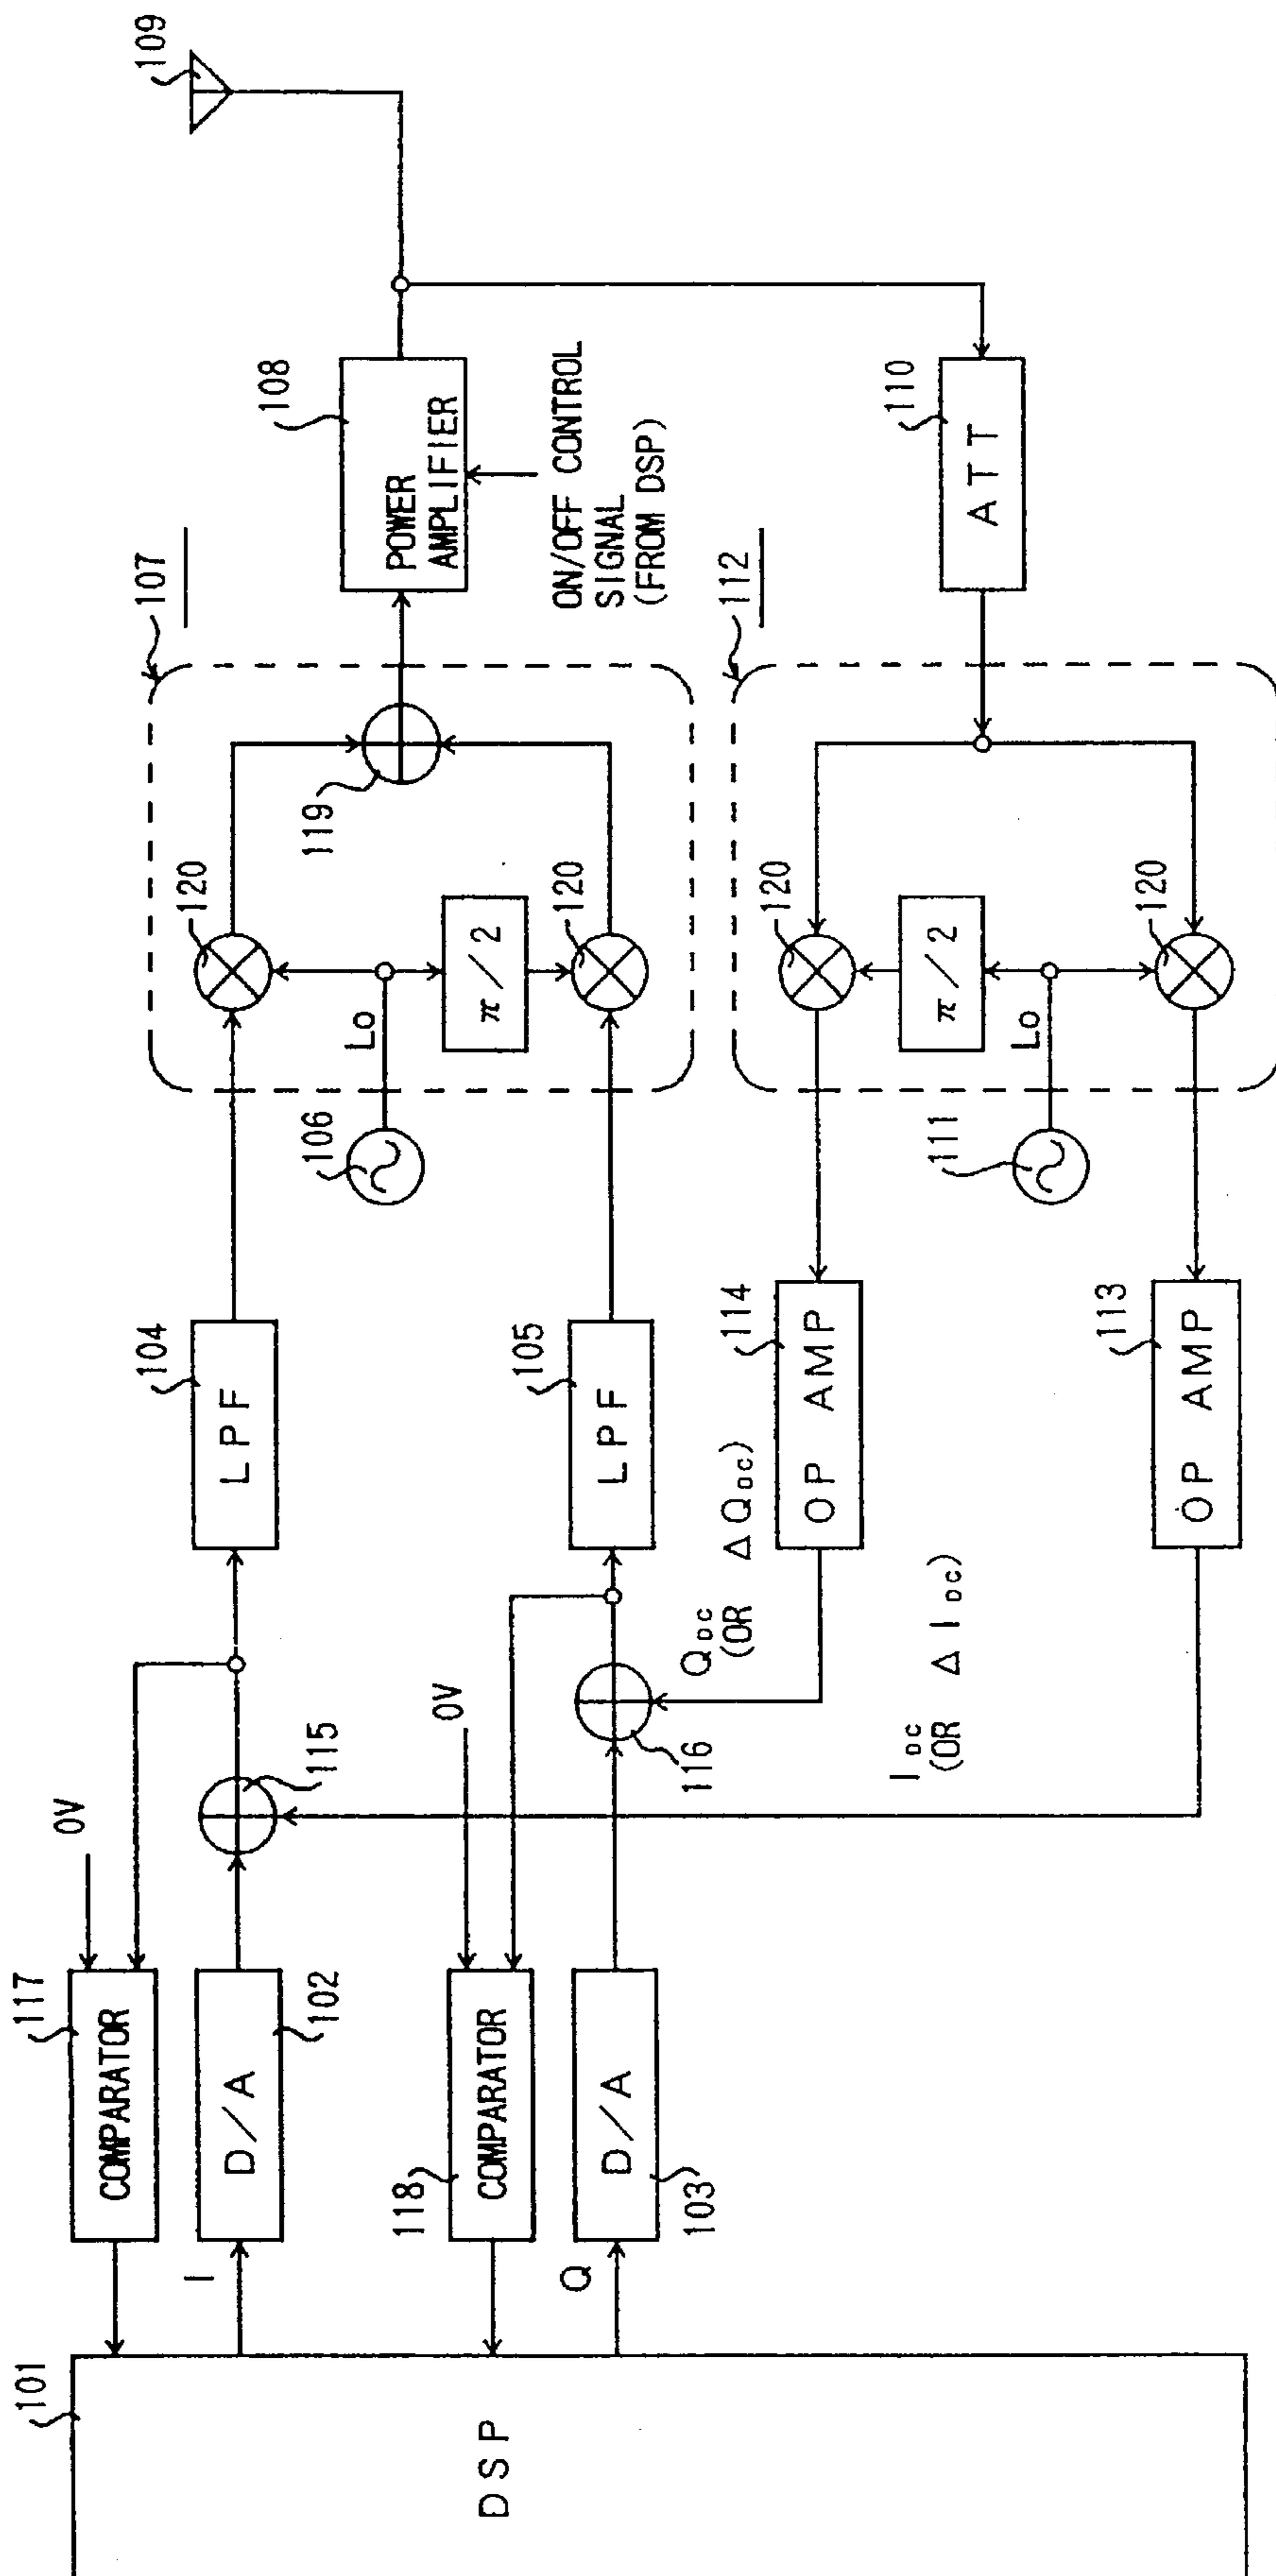 101
DSP
117
COMPARATOR
0V
I
D/A
102
115
118
COMPARATOR
0V
Q
D/A
103
116
104
LPF
105
LPF
QDC
(OR ΔQDC)
IDC
(OR ΔIDC)
114
OP AMP
113
OP AMP
106
Lo
π/2
120
120
119
107
111
Lo
π/2
120
120
112
108
POWER
AMPLIFIER
ON/OFF CONTROL
SIGNAL
(FROM DSP)
110
ATT
109